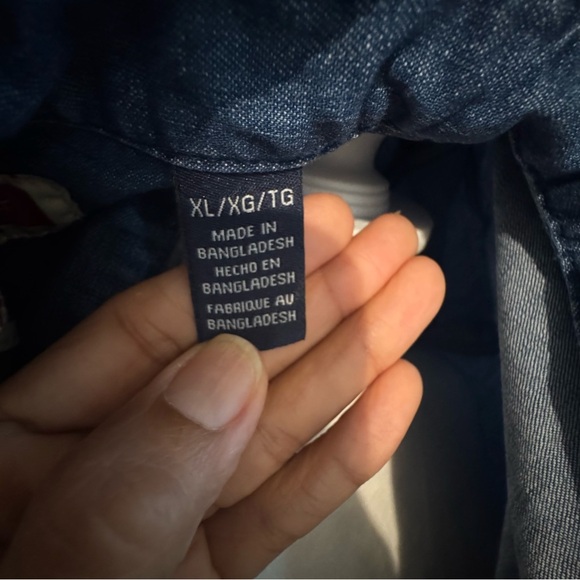 XL/XG/TG
MADE IN
BANGLADESH
HECHO EN
BANGLADESH
FABRIQUE AU
BANGLADESH